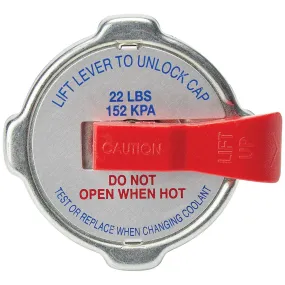 LIFT LEVER TO UNLOCK CAP
22 LBS
152 KPA
CAUTION
LIFT
UP
DO NOT
OPEN WHEN HOT
TEST OR REPLACE WHEN CHANGING COOLANT